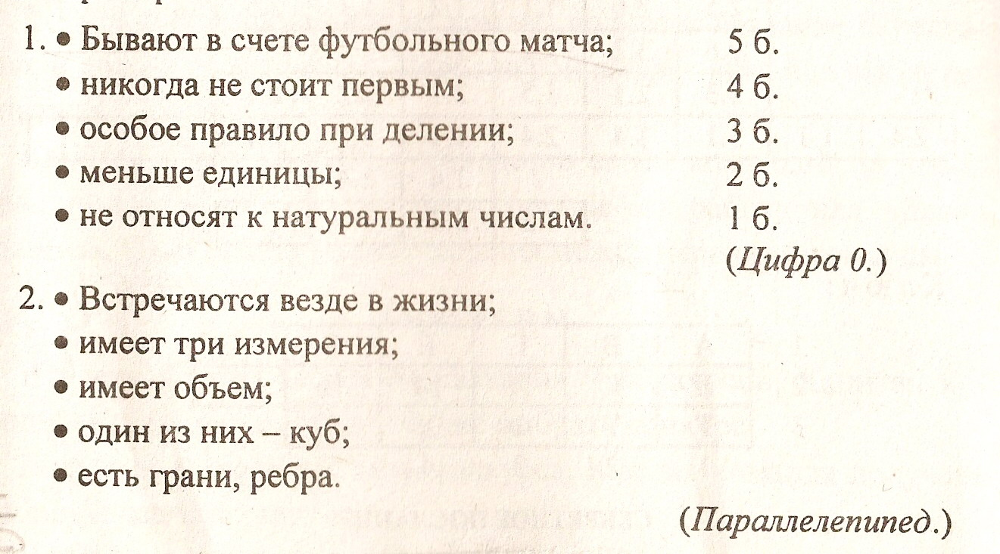 1. • Бывают в счете футбольного матча; 5 б.
• никогда не стоит первым; 4 б.
• особое правило при делении; 3 б.
• меньше единицы; 2 б.
• не относят к натуральным числам. 1 б.
(Цифра 0.)
2. • Встречаются везде в жизни;
• имеет три измерения;
• имеет объем;
• один из них – куб;
• есть грани, ребра.
(Параллелепипед.)